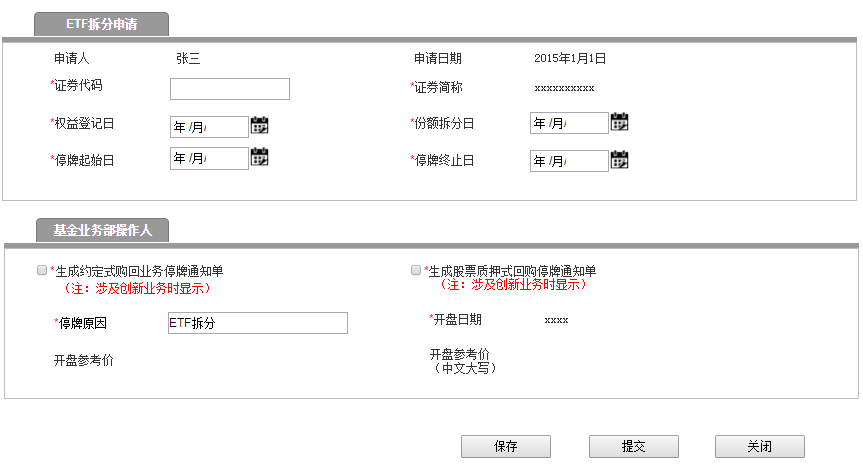 ETF拆分申请
申请人 张三 申请日期 2015年1月1日
*证券代码 *证券简称 xxxxxxxxxx
*权益登记日 年 /月/ *份额拆分日 年 /月/
*停牌起始日 年 /月/ *停牌终止日 年 /月/
基金业务部操作人
*生成约定式购回业务停牌通知单 *生成股票质押式回购停牌通知单
（注：涉及创新业务时显示） （注：涉及创新业务时显示）
*停牌原因 ETF拆分 *开盘日期 xxxx
开盘参考价 开盘参考价
（中文大写）
保存 提交 关闭